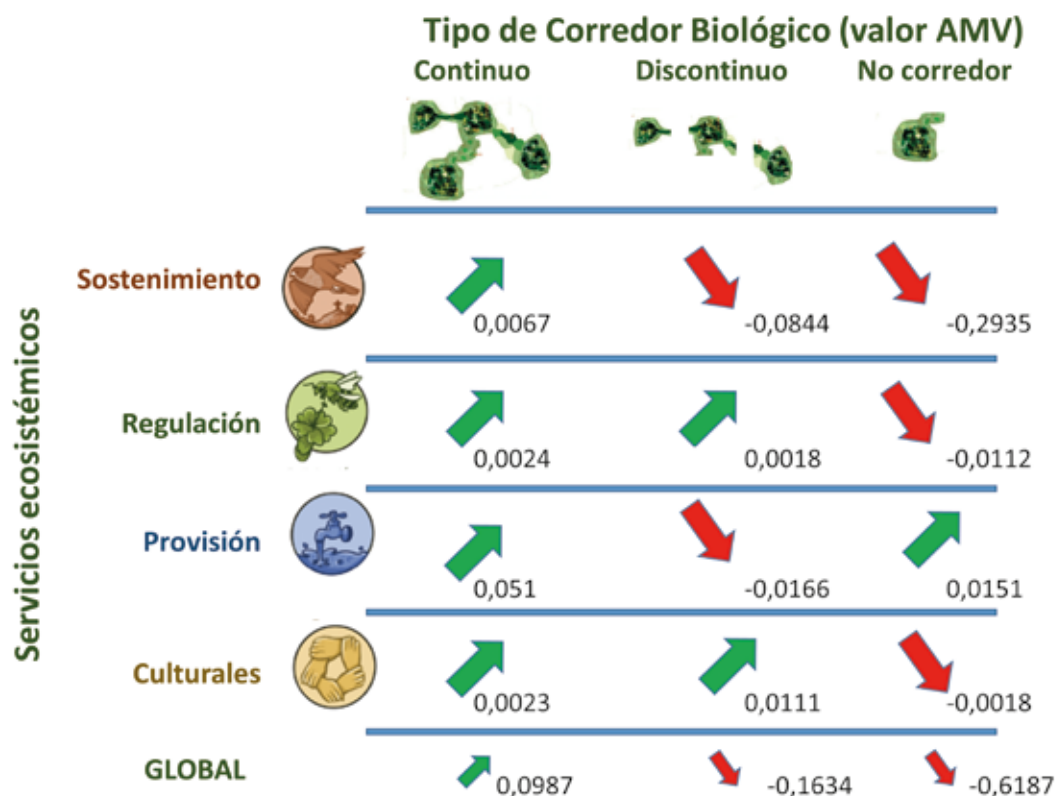 Tipo de Corredor Biológico (valor AMV)
Continuo Discontinuo No corredor
Servicios ecosistémicos
Sostenimiento 0,0067 -0,0844 -0,2935
Regulación 0,0024 0,0018 -0,0112
Provisión 0,051 -0,0166 0,0151
Culturales 0,0023 0,0111 -0,0018
GLOBAL 0,0987 -0,1634 -0,6187